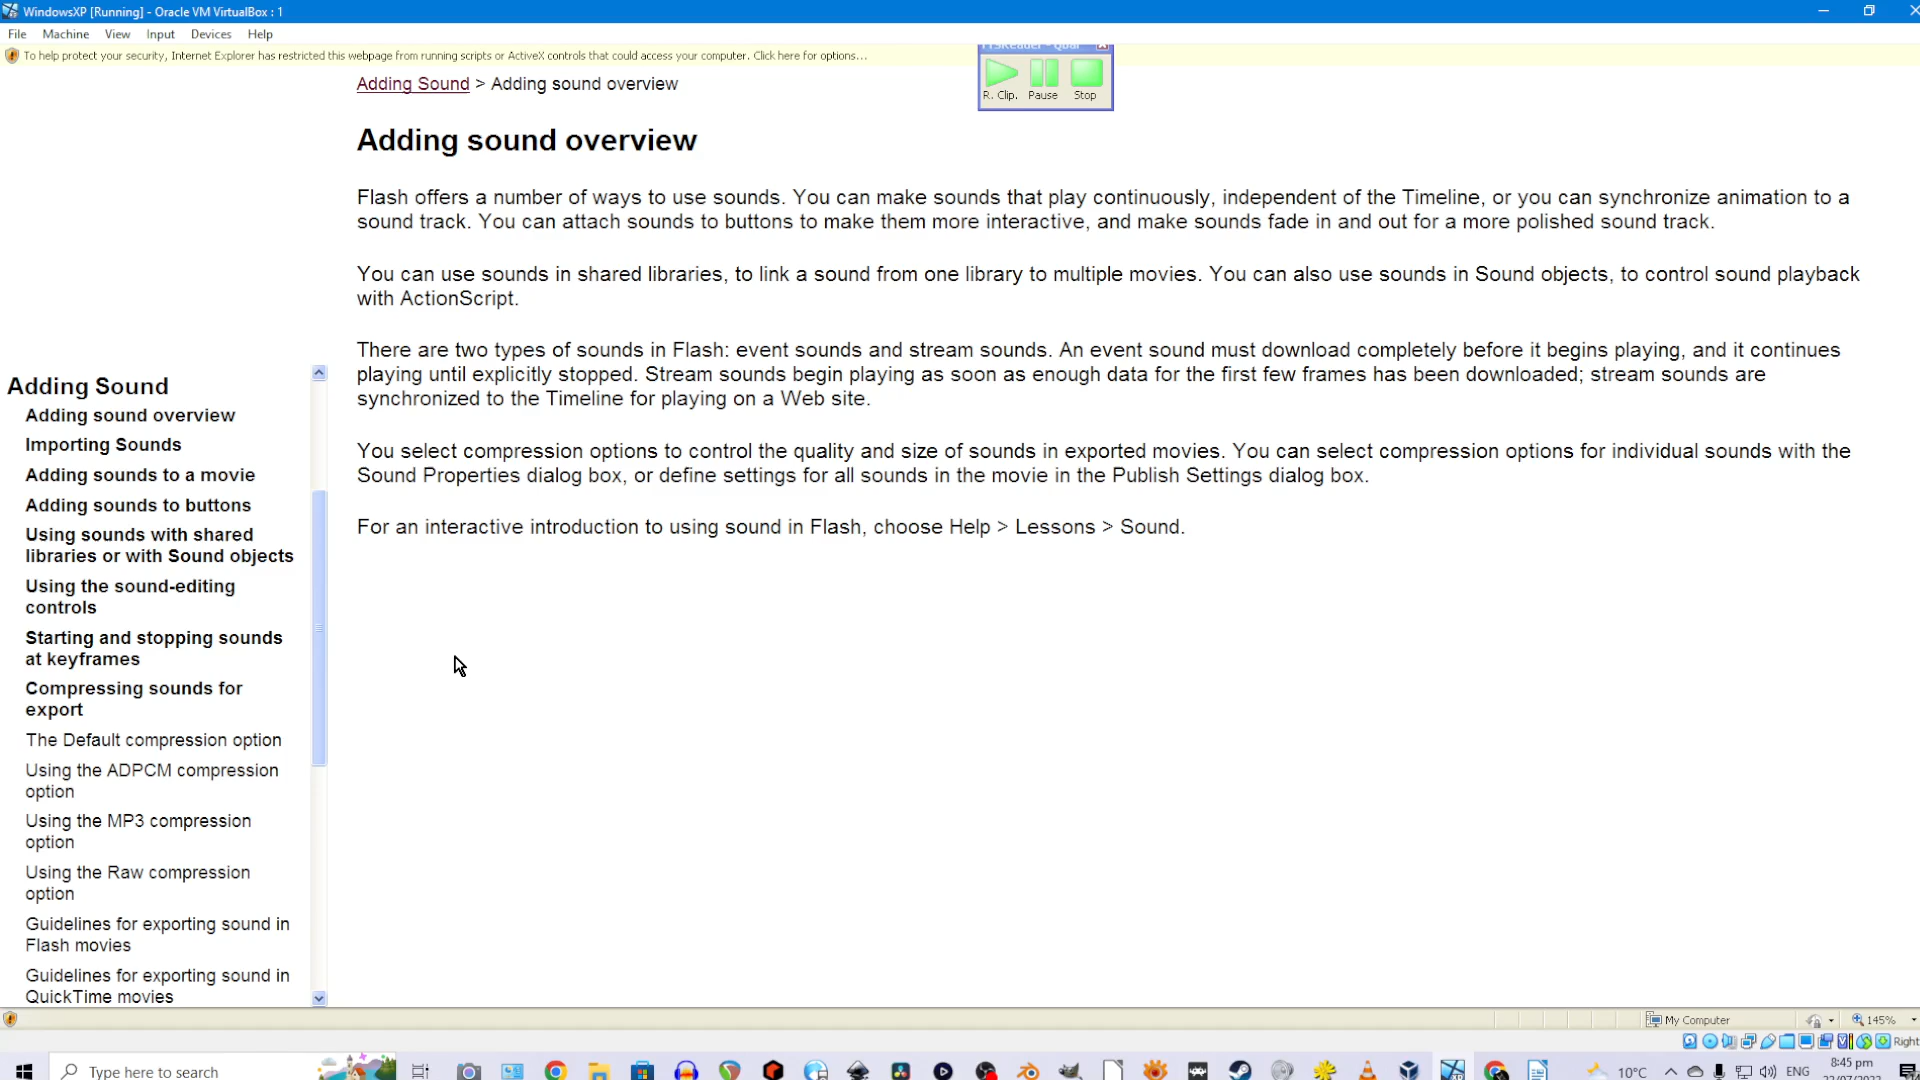 WindowsXP [Running] - Oracle VM VirtualBox : 1
File Machine View Input Devices Help
To help protect your security, Internet Explorer has restricted this webpage from running scripts or ActiveX controls that could access your computer. Click here for options...
R. Clip. Pause Stop
Adding Sound > Adding sound overview
Adding sound overview
Flash offers a number of ways to use sounds. You can make sounds that play continuously, independent of the Timeline, or you can synchronize animation to a
sound track. You can attach sounds to buttons to make them more interactive, and make sounds fade in and out for a more polished sound track.
You can use sounds in shared libraries, to link a sound from one library to multiple movies. You can also use sounds in Sound objects, to control sound playback
with ActionScript.
There are two types of sounds in Flash: event sounds and stream sounds. An event sound must download completely before it begins playing, and it continues
playing until explicitly stopped. Stream sounds begin playing as soon as enough data for the first few frames has been downloaded; stream sounds are
synchronized to the Timeline for playing on a Web site.
You select compression options to control the quality and size of sounds in exported movies. You can select compression options for individual sounds with the
Sound Properties dialog box, or define settings for all sounds in the movie in the Publish Settings dialog box.
For an interactive introduction to using sound in Flash, choose Help > Lessons > Sound.
Adding Sound
Adding sound overview
Importing Sounds
Adding sounds to a movie
Adding sounds to buttons
Using sounds with shared
libraries or with Sound objects
Using the sound-editing
controls
Starting and stopping sounds
at keyframes
Compressing sounds for
export
The Default compression option
Using the ADPCM compression
option
Using the MP3 compression
option
Using the Raw compression
option
Guidelines for exporting sound in
Flash movies
Guidelines for exporting sound in
QuickTime movies
My Computer
145%
Right
Type here to search
10°C
ENG
8:45 pm